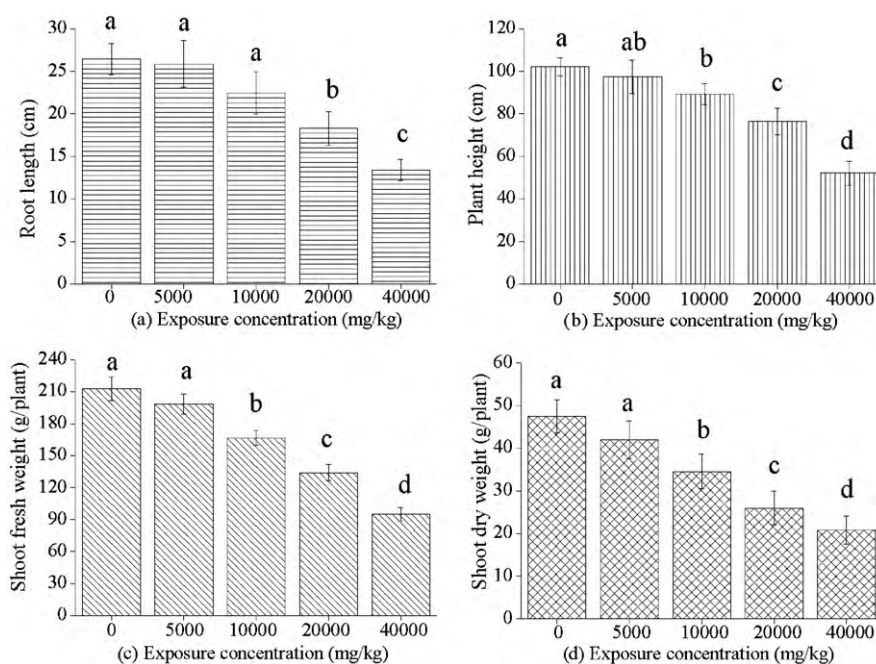 30
25
20
15
10
5
0
Root length (cm)
a
a
a
b
c
0 5000 10000 20000 40000
(a) Exposure concentration (mg/kg)
120
100
80
60
40
20
0
Plant height (cm)
a
ab
b
c
d
0 5000 10000 20000 40000
(b) Exposure concentration (mg/kg)
240
210
180
150
120
90
60
30
0
Shoot fresh weight (g/plant)
a
a
b
c
d
0 5000 10000 20000 40000
(c) Exposure concentration (mg/kg)
60
50
40
30
20
10
0
Shoot dry weight (g/plant)
a
a
b
c
d
0 5000 10000 20000 40000
(d) Exposure concentration (mg/kg)